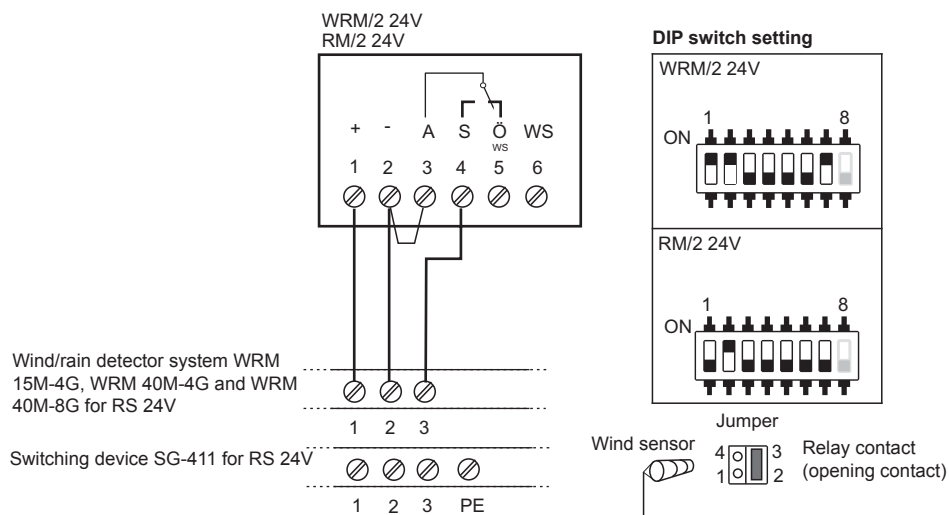 WRM/2 24V
RM/2 24V
+ - A S Ö WS
WS
1 2 3 4 5 6
Wind/rain detector system WRM
15M-4G, WRM 40M-4G and WRM
40M-8G for RS 24V
1 2 3
Switching device SG-411 for RS 24V
1 2 3 PE
DIP switch setting
WRM/2 24V
1 8
ON
RM/2 24V
1 8
ON
Jumper
Wind sensor
4 3
1 2
Relay contact
(opening contact)